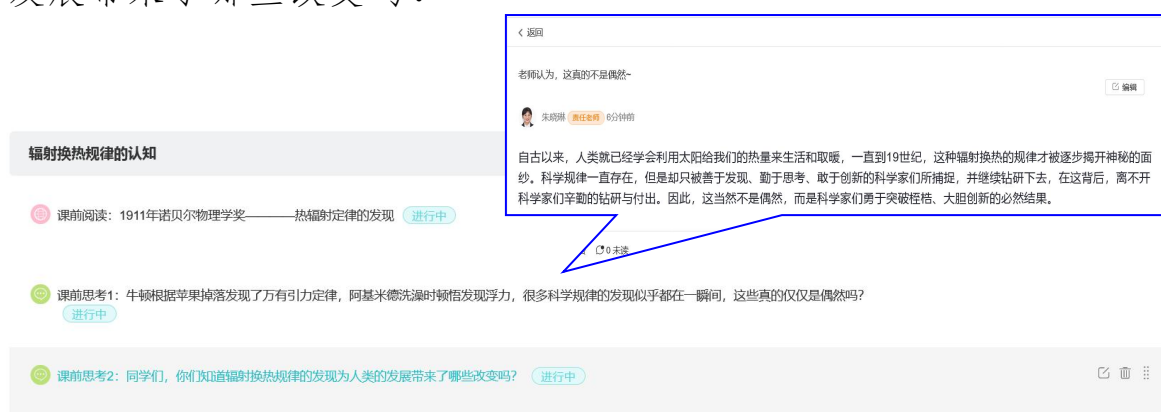 发展带来了哪些改变吗?
返回
老师认为，这真的不是偶然~
编辑
朱晓琳 责任老师 6分钟前
自古以来，人类就已经学会利用太阳给我们的热量来生活和取暖，一直到19世纪，这种辐射换热的规律才被逐步揭开神秘的面
纱。科学规律一直存在，但是却只被善于发现、勤于思考、敢于创新的科学家们所捕捉，并继续钻研下去，在这背后，离不开
科学家们辛勤的钻研与付出。因此，这当然不是偶然，而是科学家们勇于突破桎梏、大胆创新的必然结果。
辐射换热规律的认知
课前阅读：1911年诺贝尔物理学奖————热辐射定律的发现 进行中
0 未读
课前思考1：牛顿根据苹果掉落发现了万有引力定律，阿基米德洗澡时顿悟发现浮力，很多科学规律的发现似乎都在一瞬间，这些真的仅仅是偶然吗?
进行中
课前思考2：同学们，你们知道辐射换热规律的发现为人类的发展带来了哪些改变吗? 进行中